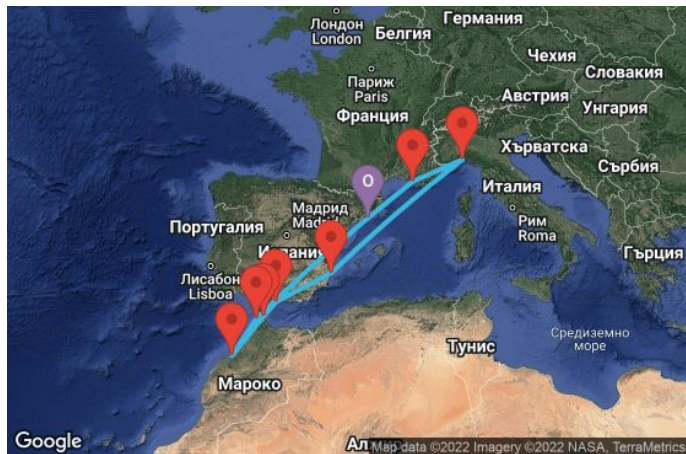 Лондон
London
Германия
Белгия
Чехия
Париж
Paris
Словакия
Австрия
Франция
Унгария
Хърватска
Сърбия
Италия
Мадрид
Рим
Roma
Португалия
Гърция
Лисабон
Lisboa
Средиземно
море
Тунис
Мароко
Google
Map data ©2022 Imagery ©2022 NASA, TerraMetrics
O